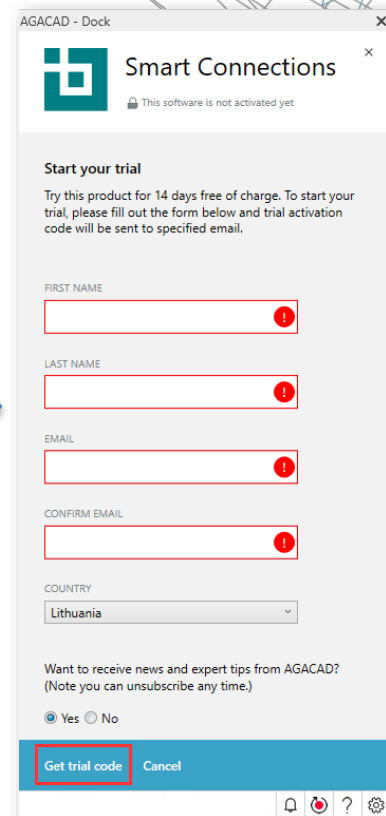 AGACAD - Dock
Smart Connections
This software is not activated yet
Start your trial
Try this product for 14 days free of charge. To start your
trial, please fill out the form below and trial activation
code will be sent to specified email.
FIRST NAME
LAST NAME
EMAIL
CONFIRM EMAIL
COUNTRY
Lithuania
Want to receive news and expert tips from AGACAD?
(Note you can unsubscribe any time.)
Yes No
Get trial code Cancel